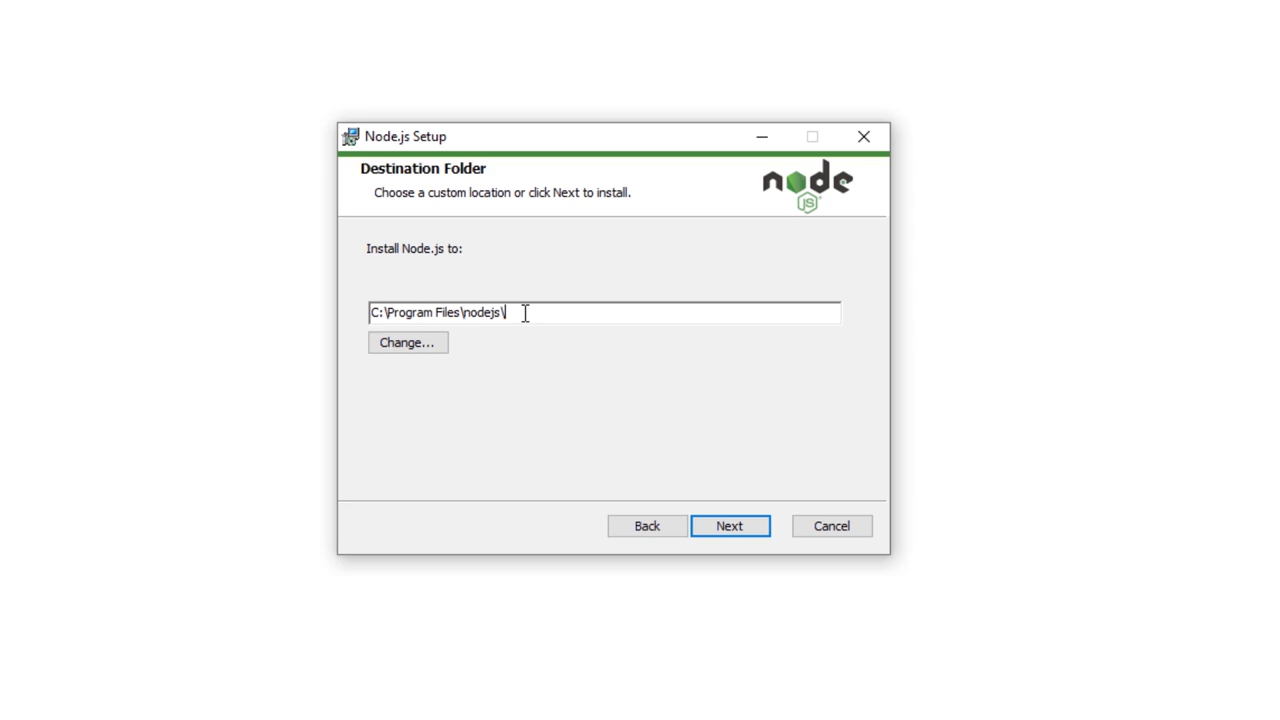 Node.js Setup
Destination Folder
Choose a custom location or click Next to install.
node
JS
Install Node.js to:
C:\Program Files\nodejs\
Change...
Back
Next
Cancel